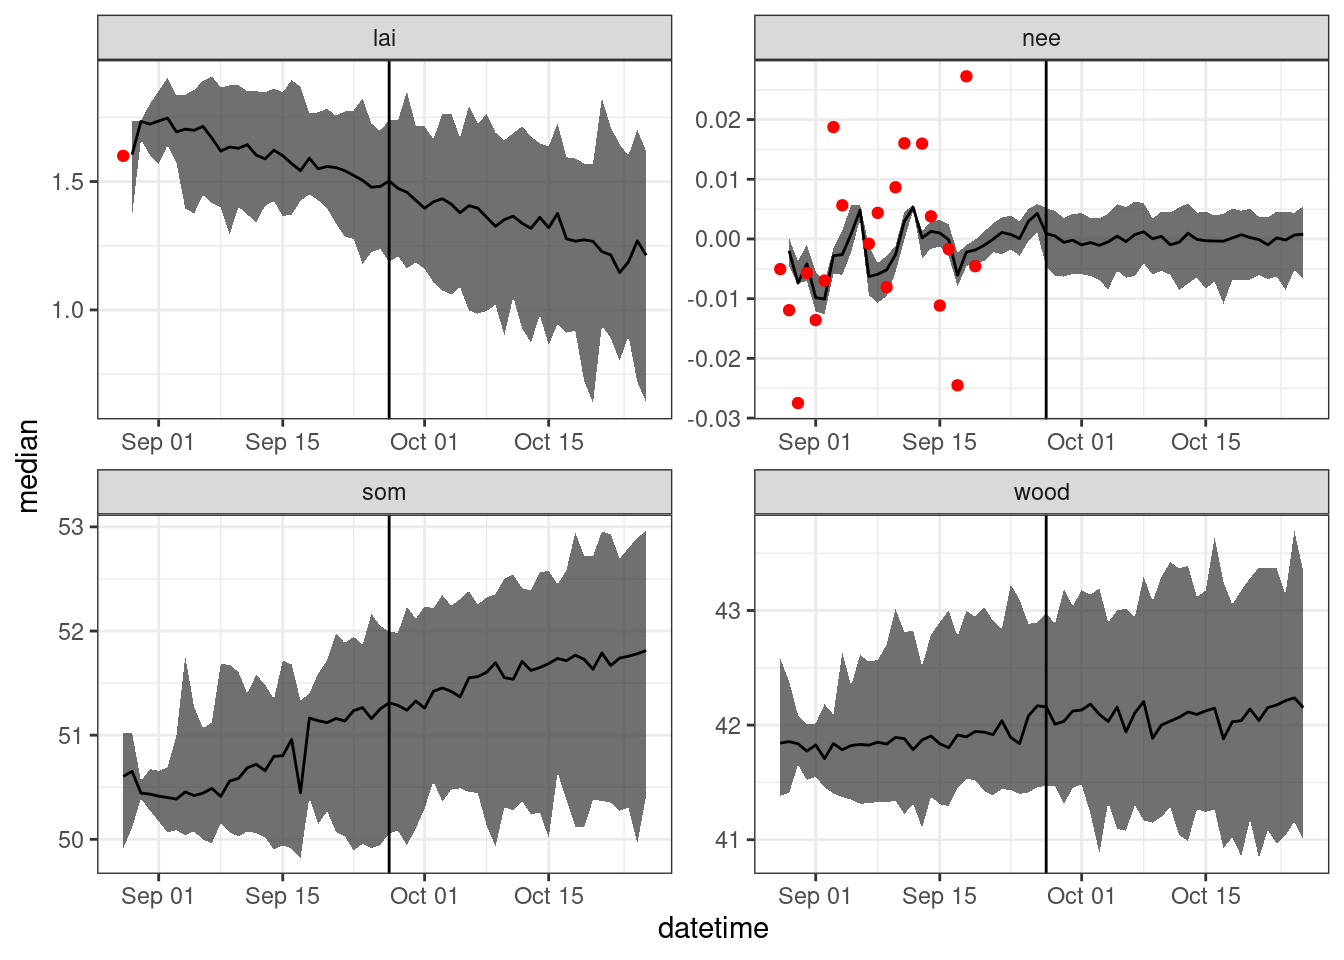 lai
nee
1.5
1.0
0.02
0.01
0.00
-0.01
-0.02
-0.03
Sep 01 Sep 15 Oct 01 Oct 15
Sep 01 Sep 15 Oct 01 Oct 15
median
som
wood
53
52
51
50
43
42
41
Sep 01 Sep 15 Oct 01 Oct 15
Sep 01 Sep 15 Oct 01 Oct 15
datetime